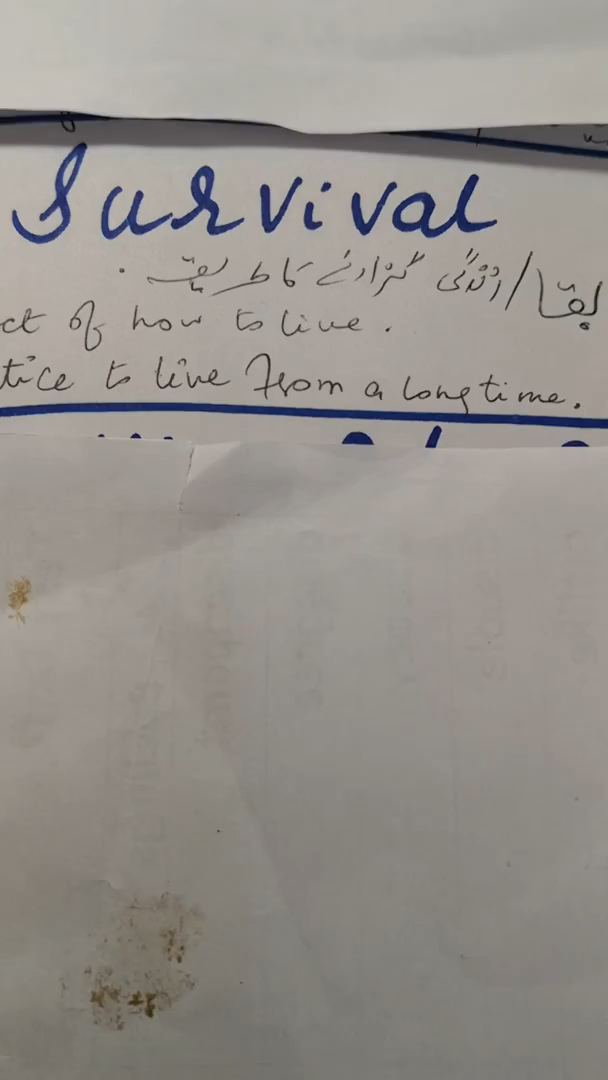 Survival
بقا/زندگی گزارنے کا طریقہ.
ct of how to live.
tice to live from a long time.